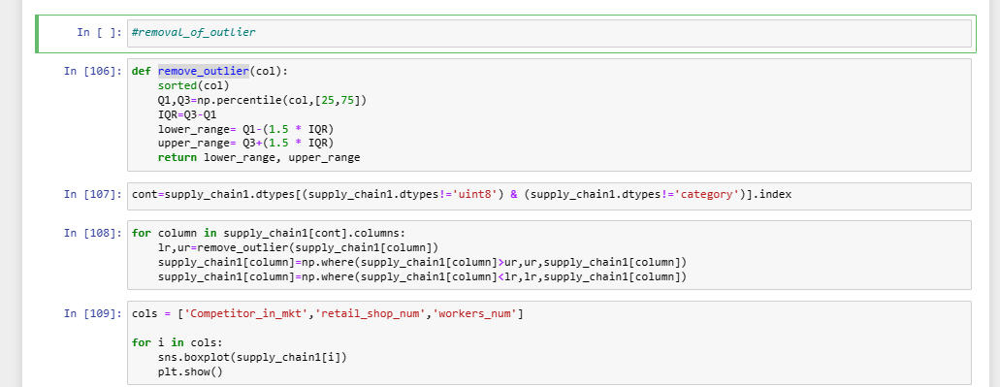 In [ ]: #removal_of_outlier
In [106]: def remove_outlier(col):
    sorted(col)
    Q1,Q3=np.percentile(col,[25,75])
    IQR=Q3-Q1
    lower_range= Q1-(1.5 * IQR)
    upper_range= Q3+(1.5 * IQR)
    return lower_range, upper_range
In [107]: cont=supply_chain1.dtypes[(supply_chain1.dtypes!='uint8') & (supply_chain1.dtypes!='category')].index
In [108]: for column in supply_chain1[cont].columns:
    lr,ur=remove_outlier(supply_chain1[column])
    supply_chain1[column]=np.where(supply_chain1[column]>ur,ur,supply_chain1[column])
    supply_chain1[column]=np.where(supply_chain1[column]<lr,lr,supply_chain1[column])
In [109]: cols = ['Competitor_in_mkt','retail_shop_num','workers_num']
for i in cols:
    sns.boxplot(supply_chain1[i])
    plt.show()